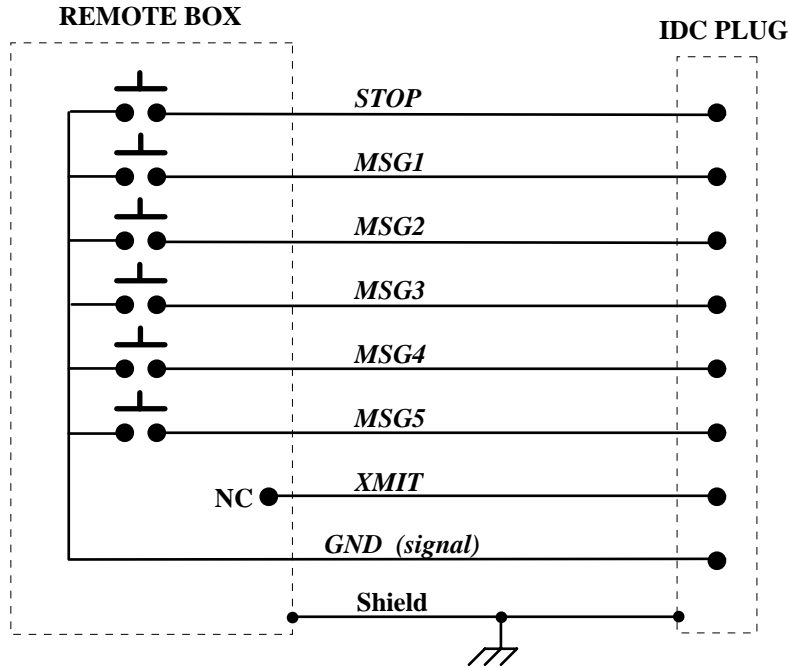 REMOTE BOX
IDC PLUG
STOP
MSG1
MSG2
MSG3
MSG4
MSG5
NC
XMIT
GND (signal)
Shield